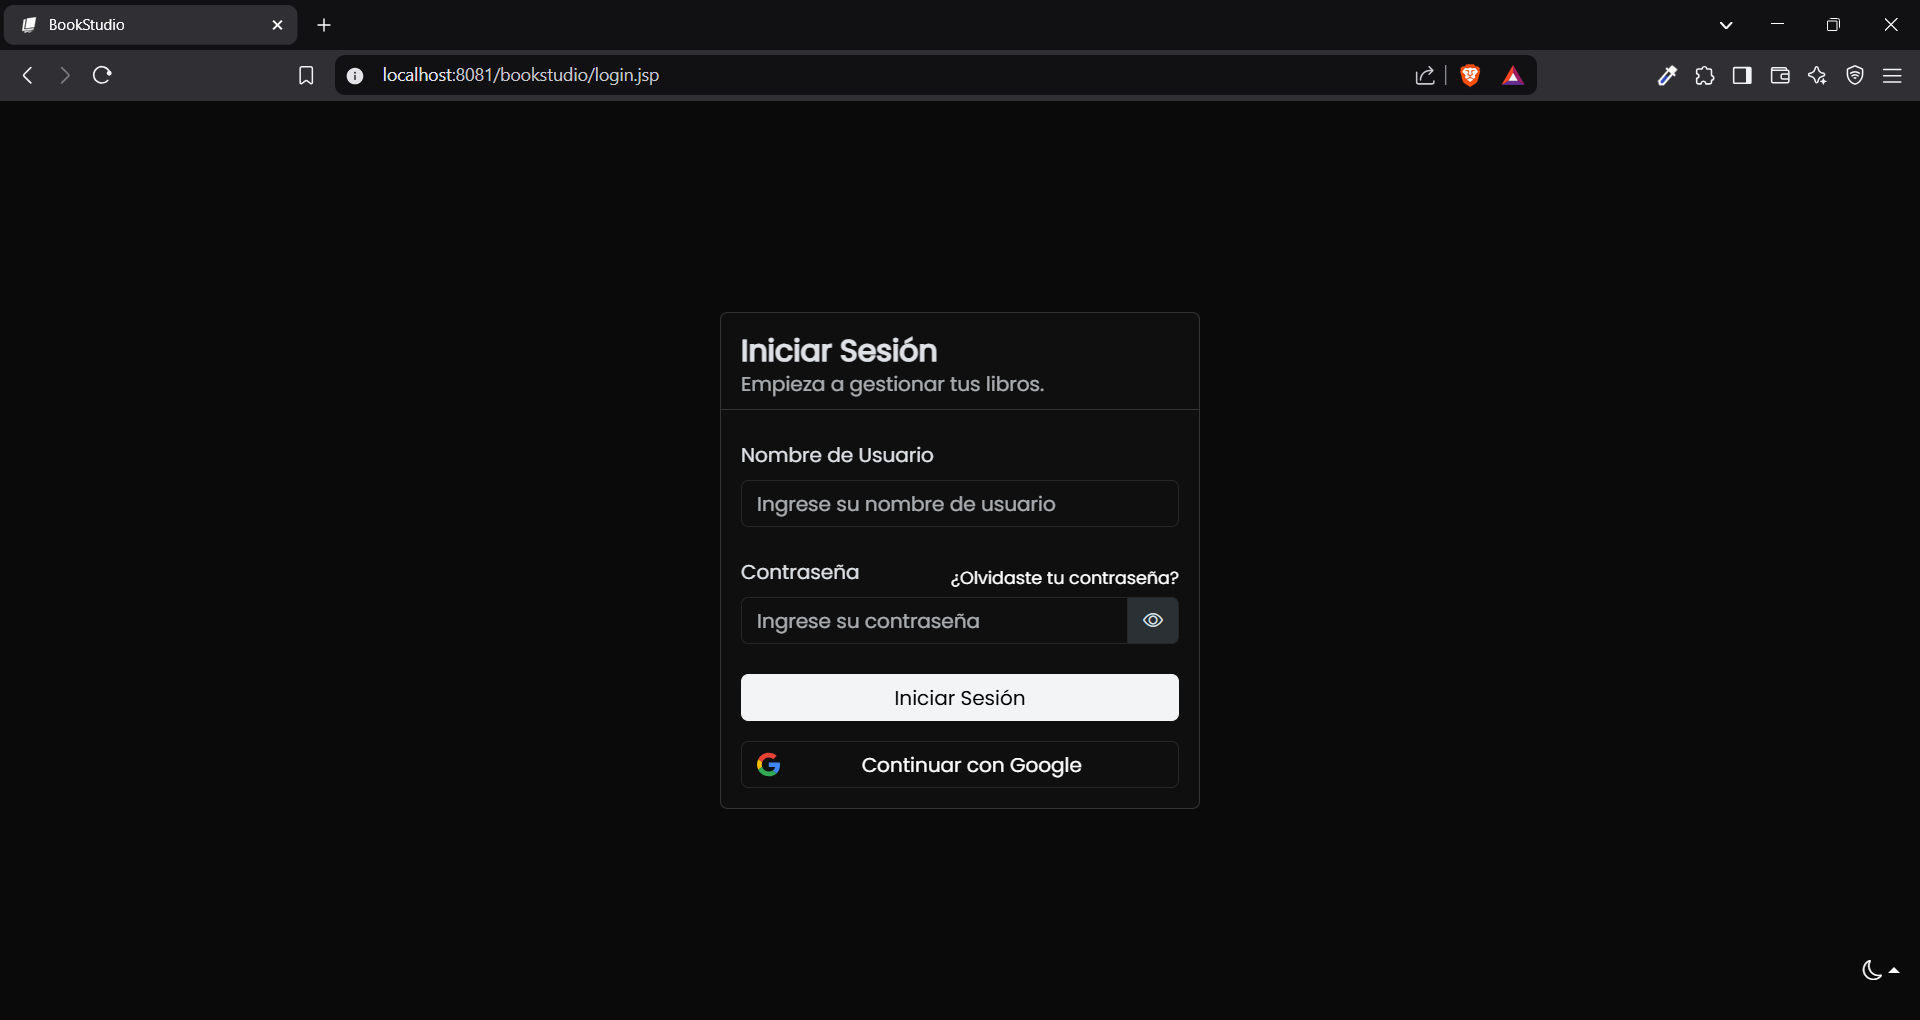 BookStudio
localhost:8081/bookstudio/login.jsp
Iniciar Sesión
Empieza a gestionar tus libros.
Nombre de Usuario
Ingrese su nombre de usuario
Contraseña
¿Olvidaste tu contraseña?
Ingrese su contraseña
Iniciar Sesión
Continuar con Google